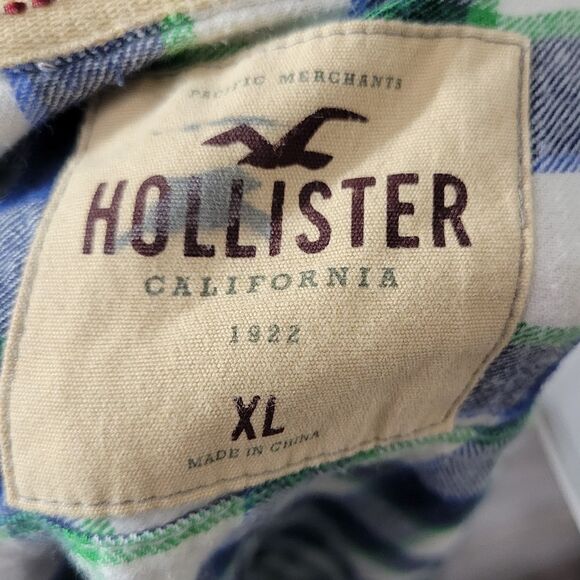 PACIFIC MERCHANTS
HOLLISTER
CALIFORNIA
1922
XL
MADE IN CHINA